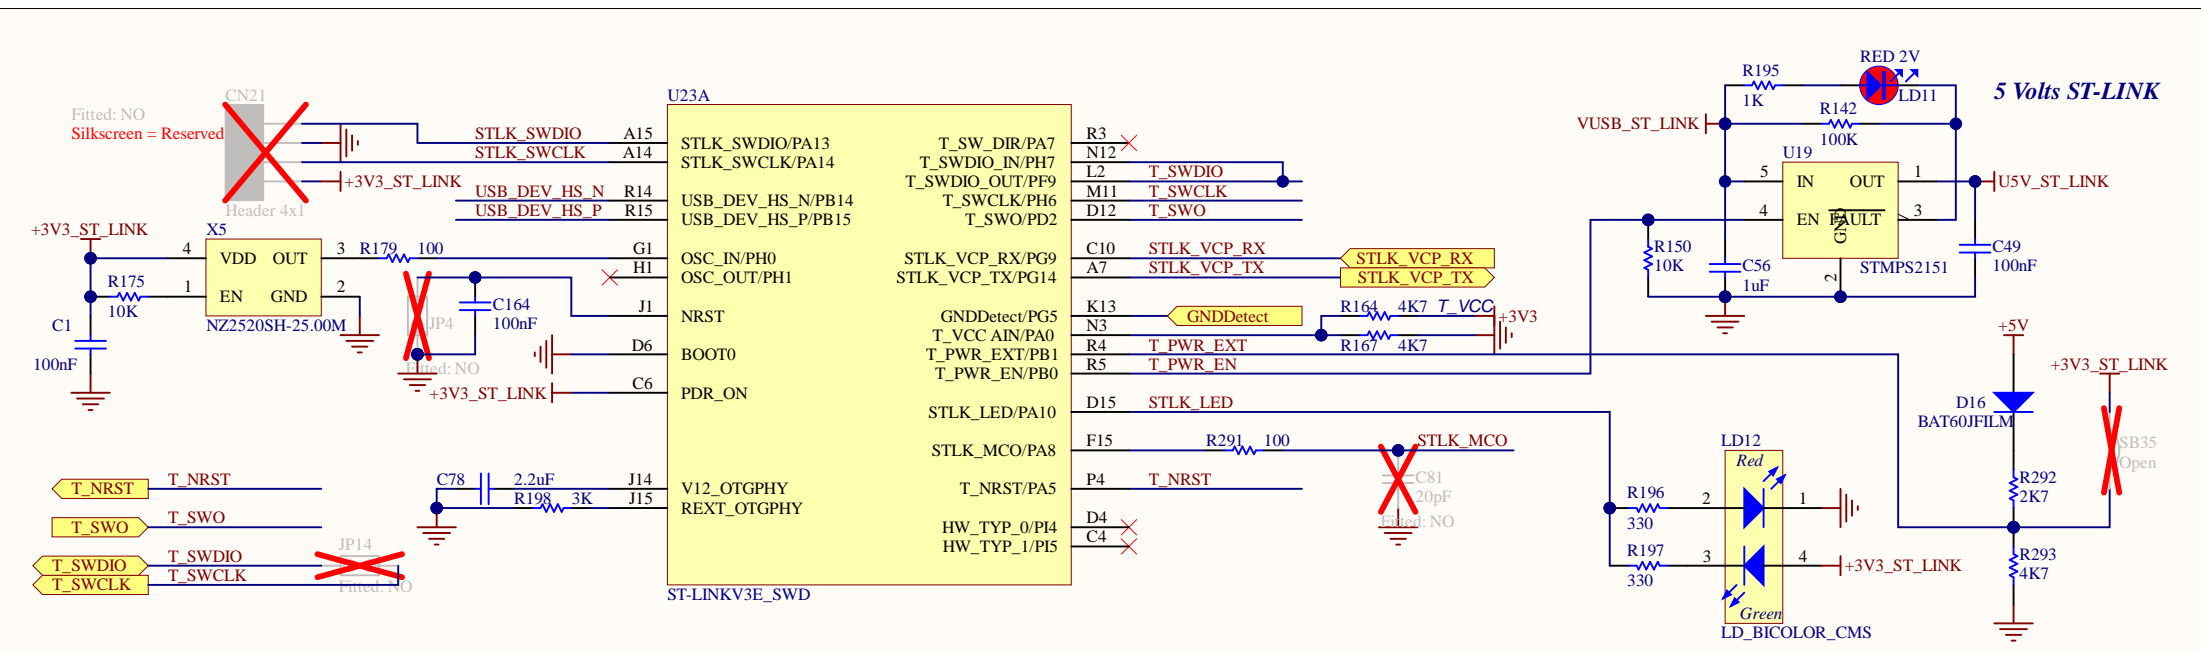 RED 2V
R195
1K
LD11
5 Volts ST-LINK
R142
100K
VUSB_ST_LINK
CN21
Fitted: NO
Silkscreen = Reserved
Header 4x1
+3V3_ST_LINK
U23A
STLK_SWDIO A15 STLK_SWDIO/PA13
STLK_SWCLK A14 STLK_SWCLK/PA14
USB_DEV_HS_N R14 USB_DEV_HS_N/PB14
USB_DEV_HS_P R15 USB_DEV_HS_P/PB15
G1 OSC_IN/PH0
H1 OSC_OUT/PH1
J1 NRST
D6 BOOT0
+3V3_ST_LINK C6 PDR_ON
J14 V12_OTGPHY
J15 REXT_OTGPHY
T_SW_DIR/PA7 R3
T_SWDIO_IN/PH7 N12
T_SWDIO_OUT/PF9 L2 T_SWDIO
T_SWCLK/PH6 M11 T_SWCLK
T_SWO/PD2 D12 T_SWO
STLK_VCP_RX/PG9 C10 STLK_VCP_RX STLK_VCP_RX
STLK_VCP_TX/PG14 A7 STLK_VCP_TX STLK_VCP_TX
GNDDetect/PG5 K13 GNDDetect
T_VCC AIN/PA0 N3
T_PWR_EXT/PB1 R4 T_PWR_EXT
T_PWR_EN/PB0 R5 T_PWR_EN
STLK_LED/PA10 D15 STLK_LED
STLK_MCO/PA8 F15 R291 100 STLK_MCO
T_NRST/PA5 P4 T_NRST
HW_TYP_0/PI4 D4
HW_TYP_1/PI5 C4
ST-LINKV3E_SWD
+3V3_ST_LINK
X5
4 VDD OUT 3
1 EN GND 2
NZ2520SH-25.00M
R179 100
R175
10K
C1
100nF
JP4
Fitted: NO
C164
100nF
C78 2.2uF
R198 3K
T_NRST T_NRST
T_SWO T_SWO
T_SWDIO T_SWDIO
T_SWCLK T_SWCLK
JP14
Fitted: NO
R164 4K7 T_VCC
+3V3
R167 4K7
C81
20pF
Fitted: NO
U19
5 IN OUT 1
4 EN FAULT 3
GND
2
STMPS2151
U5V_ST_LINK
R150
10K
C56
1uF
C49
100nF
+5V
+3V3_ST_LINK
D16
BAT60JFILM
SB35
Open
R292
2K7
R293
4K7
LD12
Red
R196
330
2 1
R197
330
3 4
+3V3_ST_LINK
Green
LD_BICOLOR_CMS